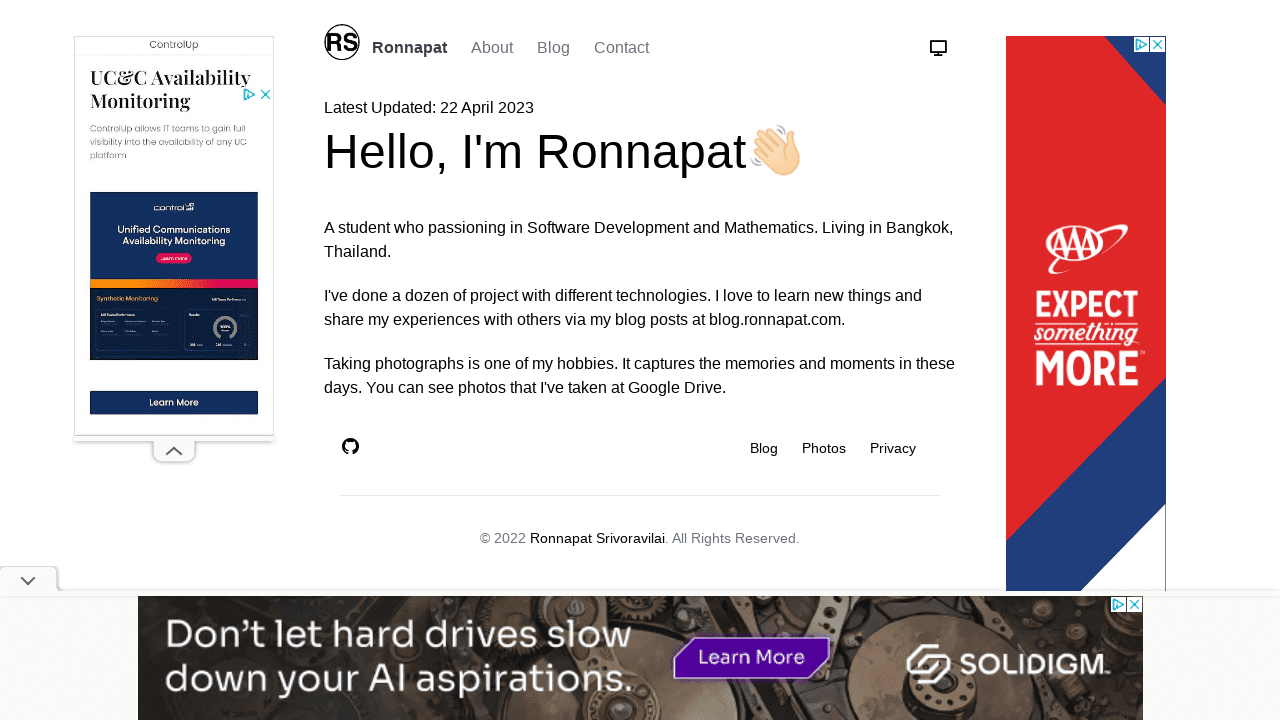 RS
Ronnapat
About
Blog
Contact
Latest Updated: 22 April 2023
Hello, I'm Ronnapat
A student who passioning in Software Development and Mathematics. Living in Bangkok,
Thailand.
I've done a dozen of project with different technologies. I love to learn new things and
share my experiences with others via my blog posts at blog.ronnapat.com.
Taking photographs is one of my hobbies. It captures the memories and moments in these
days. You can see photos that I've taken at Google Drive.
Blog
Photos
Privacy
© 2022 Ronnapat Srivoravilai. All Rights Reserved.
ControlUp
UC&C Availability
Monitoring
ControlUp allows IT teams to gain full
visibility into the availability of any UC
platform
control
Unified Communications
Availability Monitoring
Learn more
Synthetic Monitoring
Learn More
AAA
EXPECT
something
MORE
Don't let hard drives slow
down your AI aspirations.
Learn More
SOLIDIGM